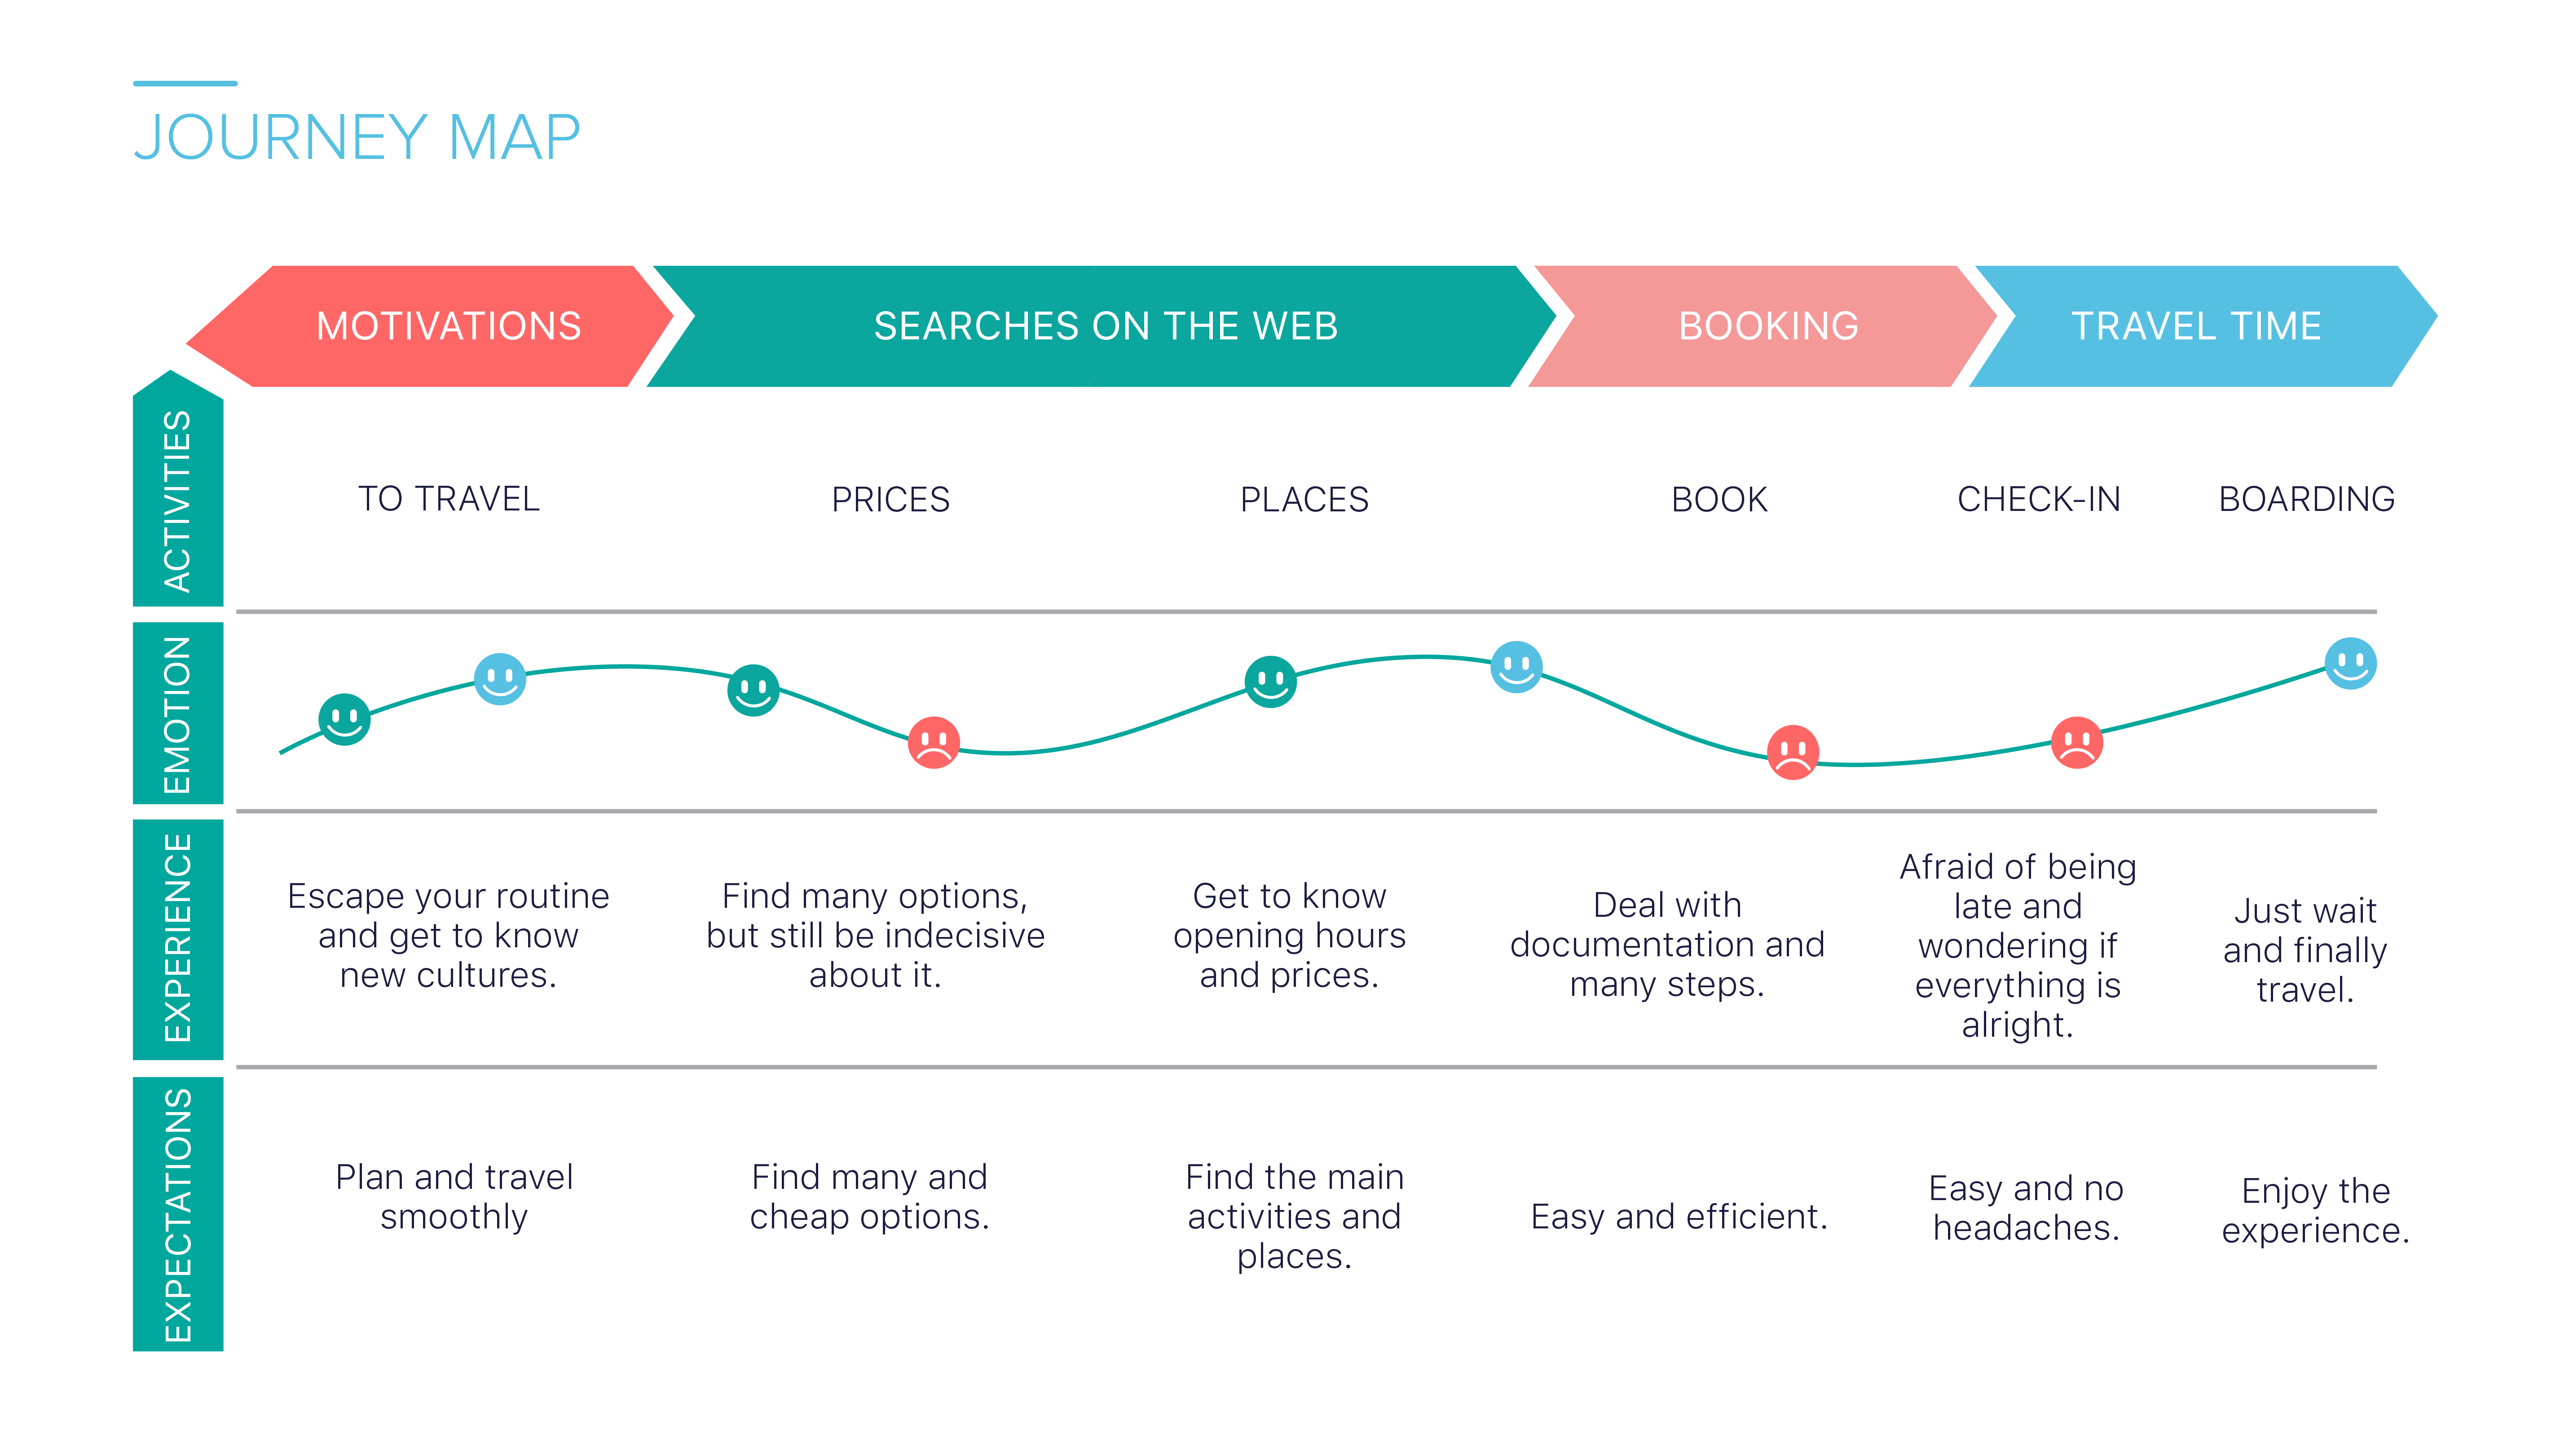 JOURNEY MAP
MOTIVATIONS
SEARCHES ON THE WEB
BOOKING
TRAVEL TIME
ACTIVITIES
TO TRAVEL
PRICES
PLACES
BOOK
CHECK-IN
BOARDING
EMOTION
EXPERIENCE
Escape your routine
and get to know
new cultures.
Find many options,
but still be indecisive
about it.
Get to know
opening hours
and prices.
Deal with
documentation and
many steps.
Afraid of being
late and
wondering if
everything is
alright.
Just wait
and finally
travel.
EXPECTATIONS
Plan and travel
smoothly
Find many and
cheap options.
Find the main
activities and
places.
Easy and efficient.
Easy and no
headaches.
Enjoy the
experience.